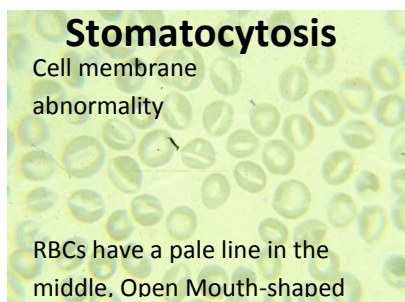 Stomatocytosis
Cell membrane
abnormality
RBCs have a pale line in the
middle, Open Mouth-shaped